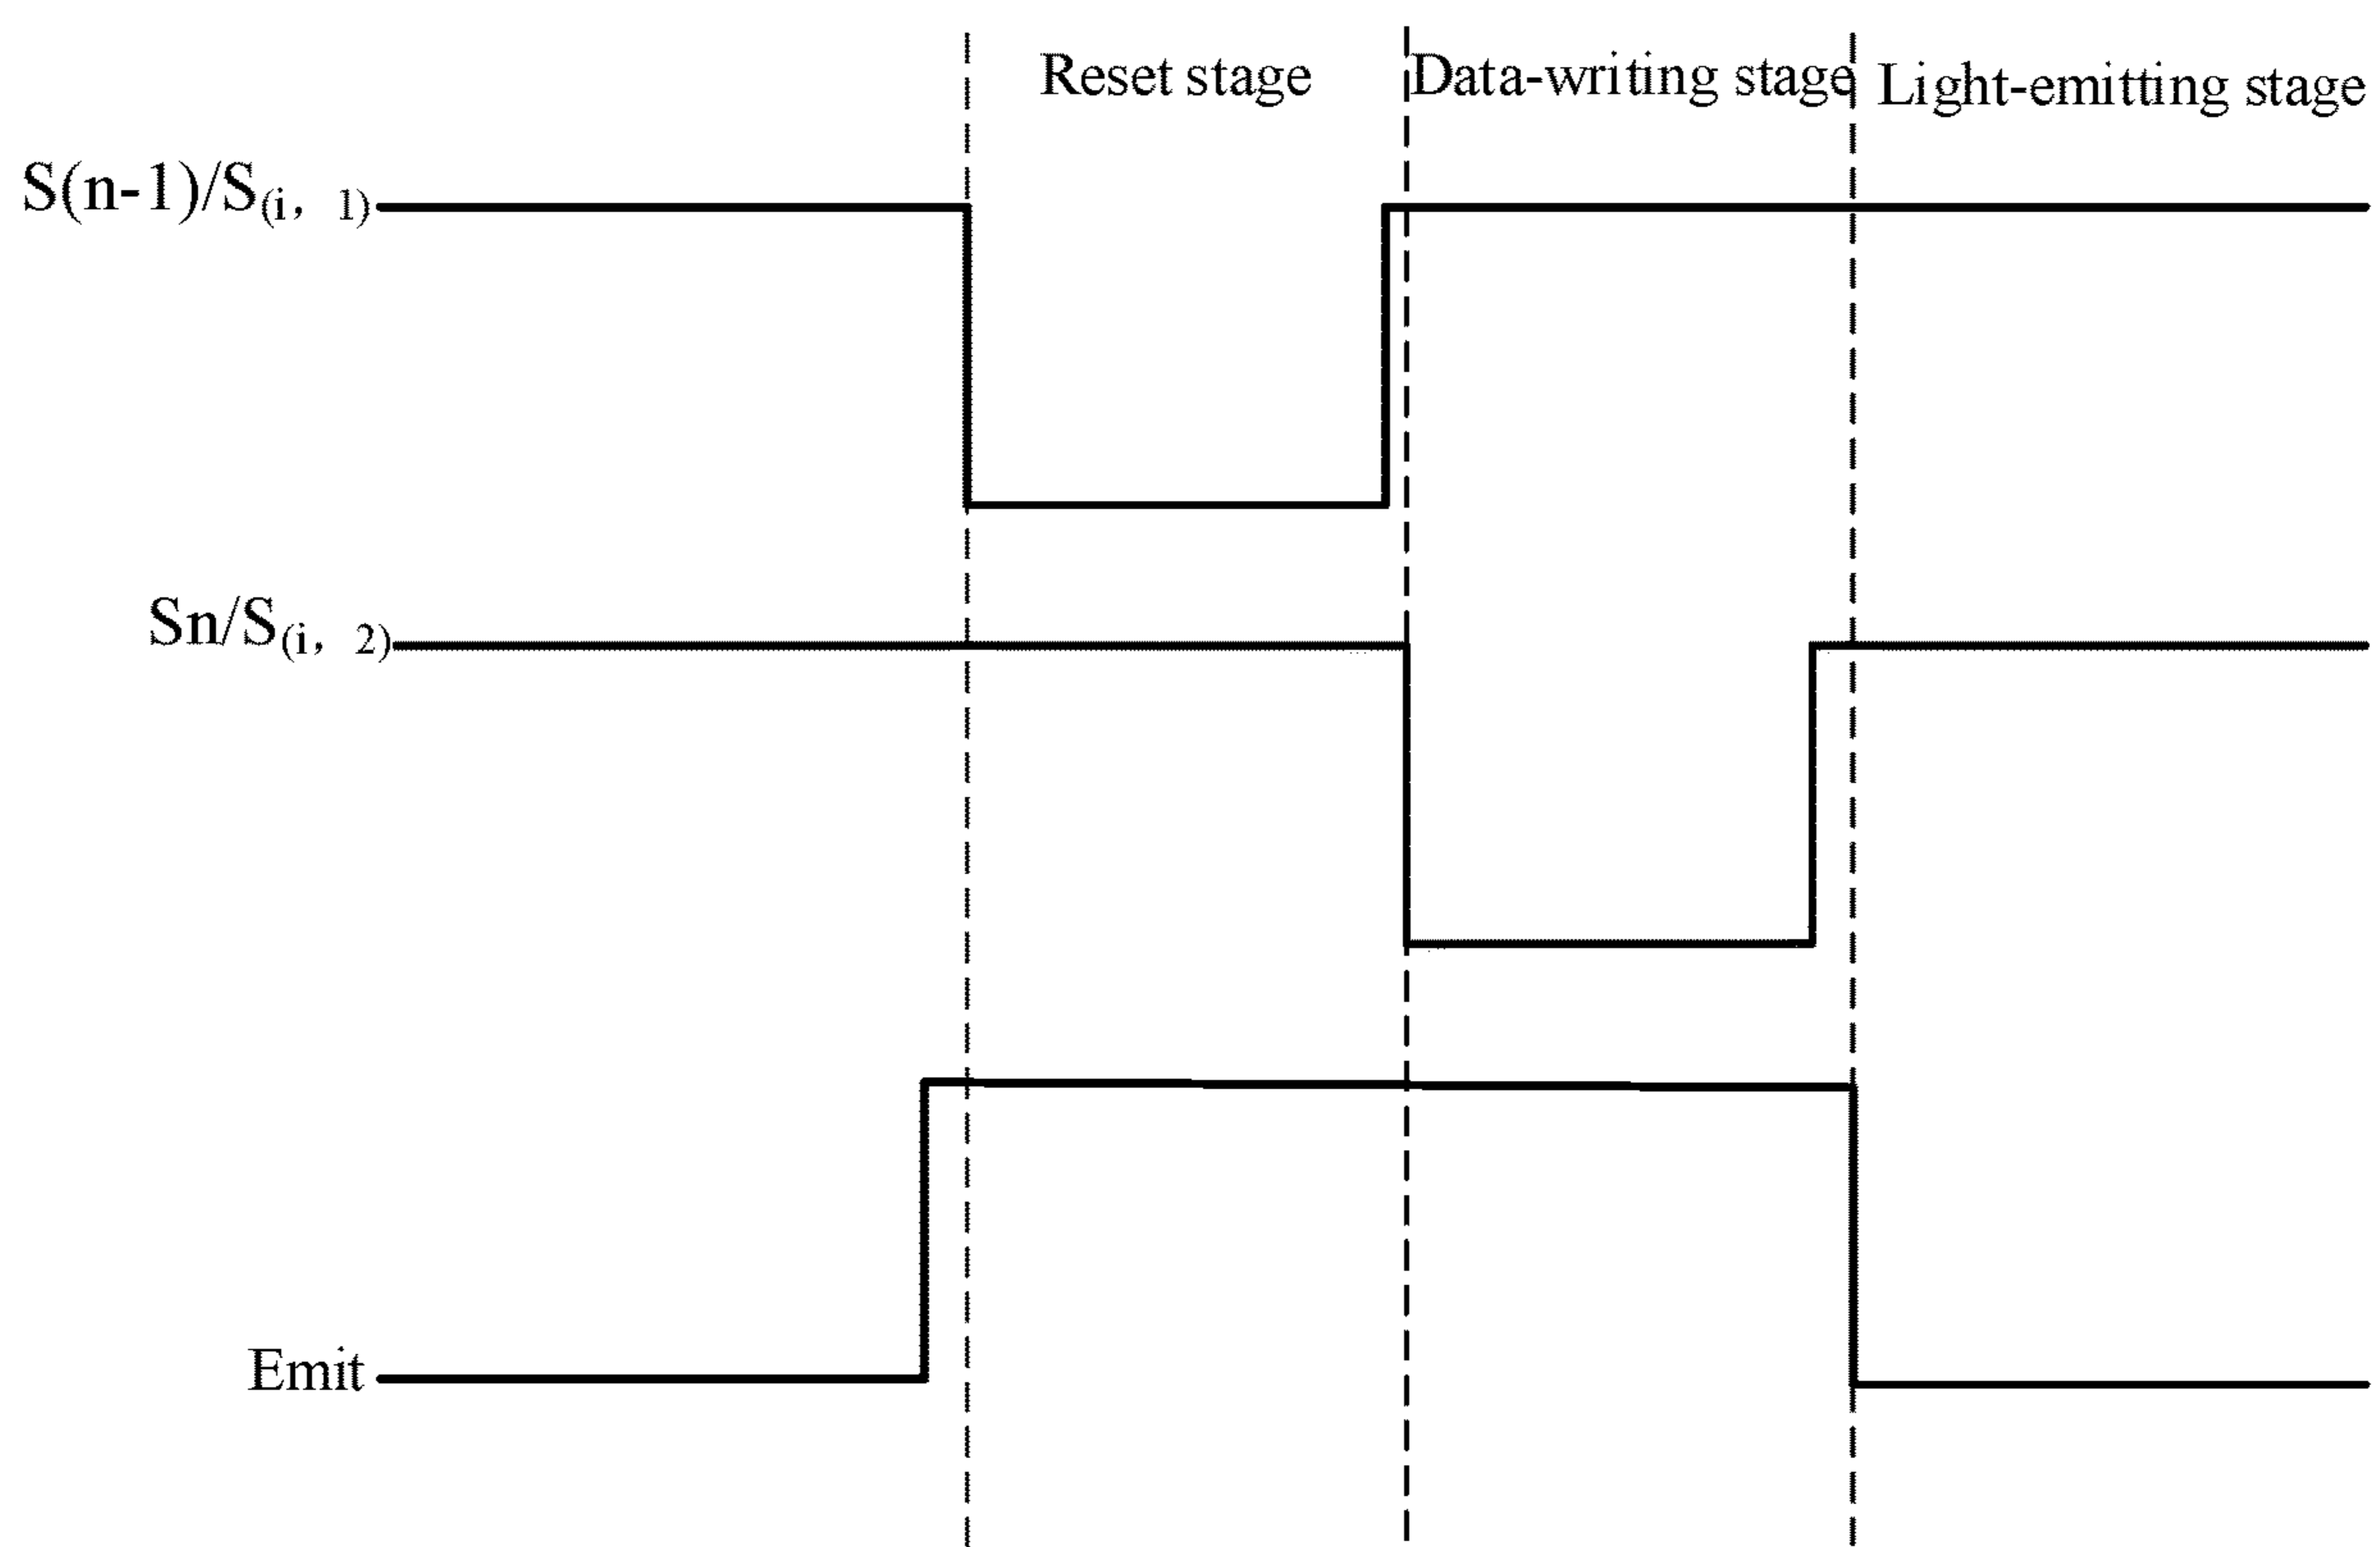 Reset stage
Data-writing stage
Light-emitting stage
S(n-1)/S(i, 1)
Sn/S(i, 2)
Emit